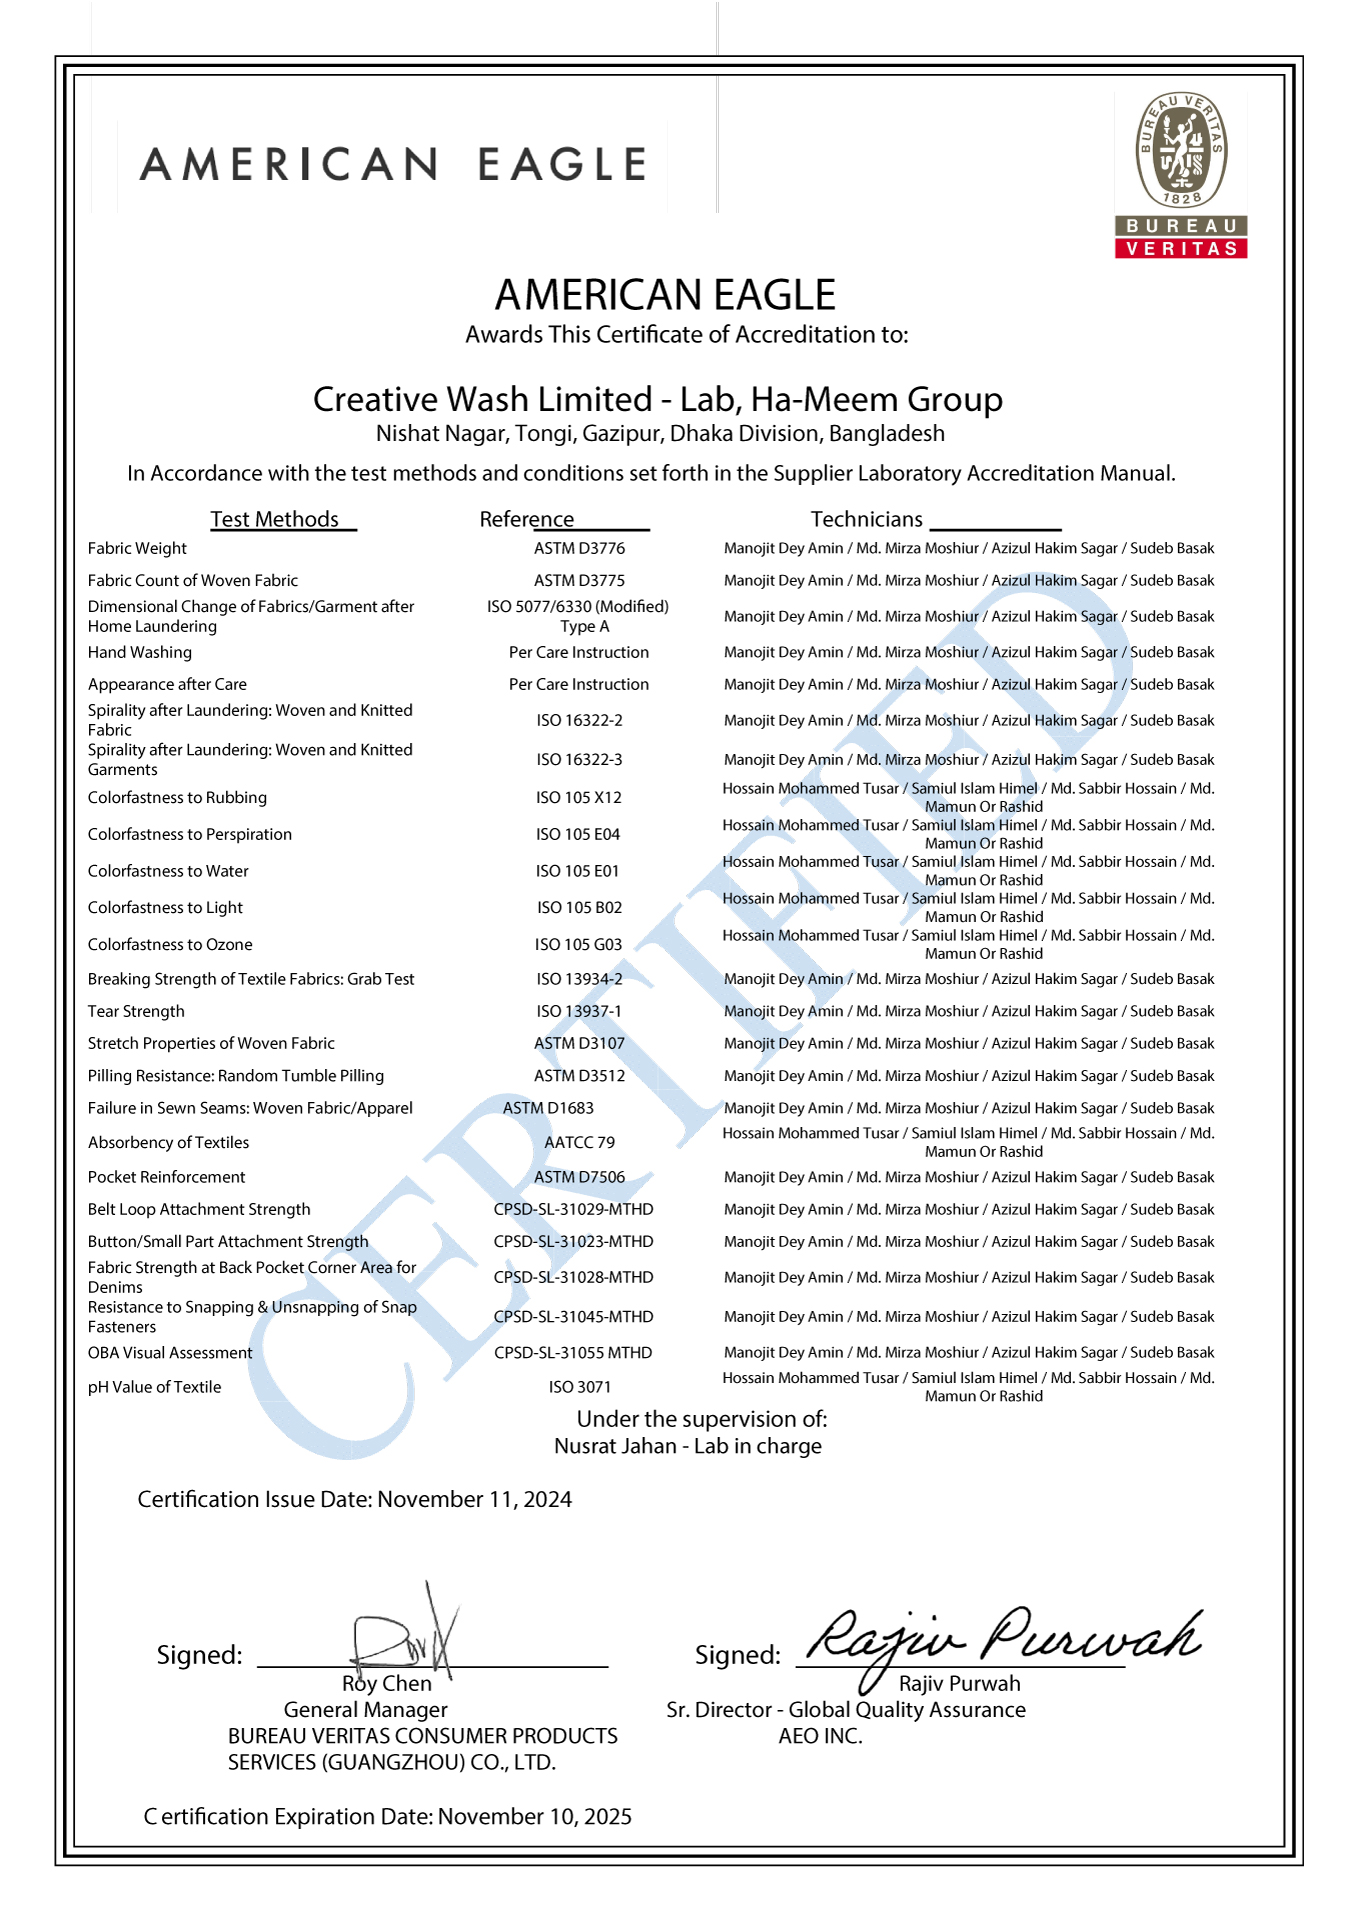 AMERICAN EAGLE
BUREAU VERITAS
1828
BUREAU
VERITAS
AMERICAN EAGLE
Awards This Certificate of Accreditation to:
Creative Wash Limited - Lab, Ha-Meem Group
Nishat Nagar, Tongi, Gazipur, Dhaka Division, Bangladesh
In Accordance with the test methods and conditions set forth in the Supplier Laboratory Accreditation Manual.
Test Methods Reference Technicians
Fabric Weight ASTM D3776 Manojit Dey Amin / Md. Mirza Moshiur / Azizul Hakim Sagar / Sudeb Basak
Fabric Count of Woven Fabric ASTM D3775 Manojit Dey Amin / Md. Mirza Moshiur / Azizul Hakim Sagar / Sudeb Basak
Dimensional Change of Fabrics/Garment after
Home Laundering
ISO 5077/6330 (Modified)
Type A
Manojit Dey Amin / Md. Mirza Moshiur / Azizul Hakim Sagar / Sudeb Basak
Hand Washing Per Care Instruction Manojit Dey Amin / Md. Mirza Moshiur / Azizul Hakim Sagar / Sudeb Basak
Appearance after Care Per Care Instruction Manojit Dey Amin / Md. Mirza Moshiur / Azizul Hakim Sagar / Sudeb Basak
Spirality after Laundering: Woven and Knitted
Fabric
ISO 16322-2 Manojit Dey Amin / Md. Mirza Moshiur / Azizul Hakim Sagar / Sudeb Basak
Spirality after Laundering: Woven and Knitted
Garments
ISO 16322-3 Manojit Dey Amin / Md. Mirza Moshiur / Azizul Hakim Sagar / Sudeb Basak
Colorfastness to Rubbing ISO 105 X12 Hossain Mohammed Tusar / Samiul Islam Himel / Md. Sabbir Hossain / Md.
Mamun Or Rashid
Colorfastness to Perspiration ISO 105 E04 Hossain Mohammed Tusar / Samiul Islam Himel / Md. Sabbir Hossain / Md.
Mamun Or Rashid
Colorfastness to Water ISO 105 E01 Hossain Mohammed Tusar / Samiul Islam Himel / Md. Sabbir Hossain / Md.
Mamun Or Rashid
Colorfastness to Light ISO 105 B02 Hossain Mohammed Tusar / Samiul Islam Himel / Md. Sabbir Hossain / Md.
Mamun Or Rashid
Colorfastness to Ozone ISO 105 G03 Hossain Mohammed Tusar / Samiul Islam Himel / Md. Sabbir Hossain / Md.
Mamun Or Rashid
Breaking Strength of Textile Fabrics: Grab Test ISO 13934-2 Manojit Dey Amin / Md. Mirza Moshiur / Azizul Hakim Sagar / Sudeb Basak
Tear Strength ISO 13937-1 Manojit Dey Amin / Md. Mirza Moshiur / Azizul Hakim Sagar / Sudeb Basak
Stretch Properties of Woven Fabric ASTM D3107 Manojit Dey Amin / Md. Mirza Moshiur / Azizul Hakim Sagar / Sudeb Basak
Pilling Resistance: Random Tumble Pilling ASTM D3512 Manojit Dey Amin / Md. Mirza Moshiur / Azizul Hakim Sagar / Sudeb Basak
Failure in Sewn Seams: Woven Fabric/Apparel ASTM D1683 Manojit Dey Amin / Md. Mirza Moshiur / Azizul Hakim Sagar / Sudeb Basak
Absorbency of Textiles AATCC 79 Hossain Mohammed Tusar / Samiul Islam Himel / Md. Sabbir Hossain / Md.
Mamun Or Rashid
Pocket Reinforcement ASTM D7506 Manojit Dey Amin / Md. Mirza Moshiur / Azizul Hakim Sagar / Sudeb Basak
Belt Loop Attachment Strength CPSD-SL-31029-MTHD Manojit Dey Amin / Md. Mirza Moshiur / Azizul Hakim Sagar / Sudeb Basak
Button/Small Part Attachment Strength CPSD-SL-31023-MTHD Manojit Dey Amin / Md. Mirza Moshiur / Azizul Hakim Sagar / Sudeb Basak
Fabric Strength at Back Pocket Corner Area for
Denims
CPSD-SL-31028-MTHD Manojit Dey Amin / Md. Mirza Moshiur / Azizul Hakim Sagar / Sudeb Basak
Resistance to Snapping & Unsnapping of Snap
Fasteners
CPSD-SL-31045-MTHD Manojit Dey Amin / Md. Mirza Moshiur / Azizul Hakim Sagar / Sudeb Basak
OBA Visual Assessment CPSD-SL-31055 MTHD Manojit Dey Amin / Md. Mirza Moshiur / Azizul Hakim Sagar / Sudeb Basak
pH Value of Textile ISO 3071 Hossain Mohammed Tusar / Samiul Islam Himel / Md. Sabbir Hossain / Md.
Mamun Or Rashid
CERTIFIED
Under the supervision of:
Nusrat Jahan - Lab in charge
Certification Issue Date: November 11, 2024
Signed: Signed: Rajiv Purwah
Roy Chen Rajiv Purwah
General Manager Sr. Director - Global Quality Assurance
BUREAU VERITAS CONSUMER PRODUCTS AEO INC.
SERVICES (GUANGZHOU) CO., LTD.
C ertification Expiration Date: November 10, 2025